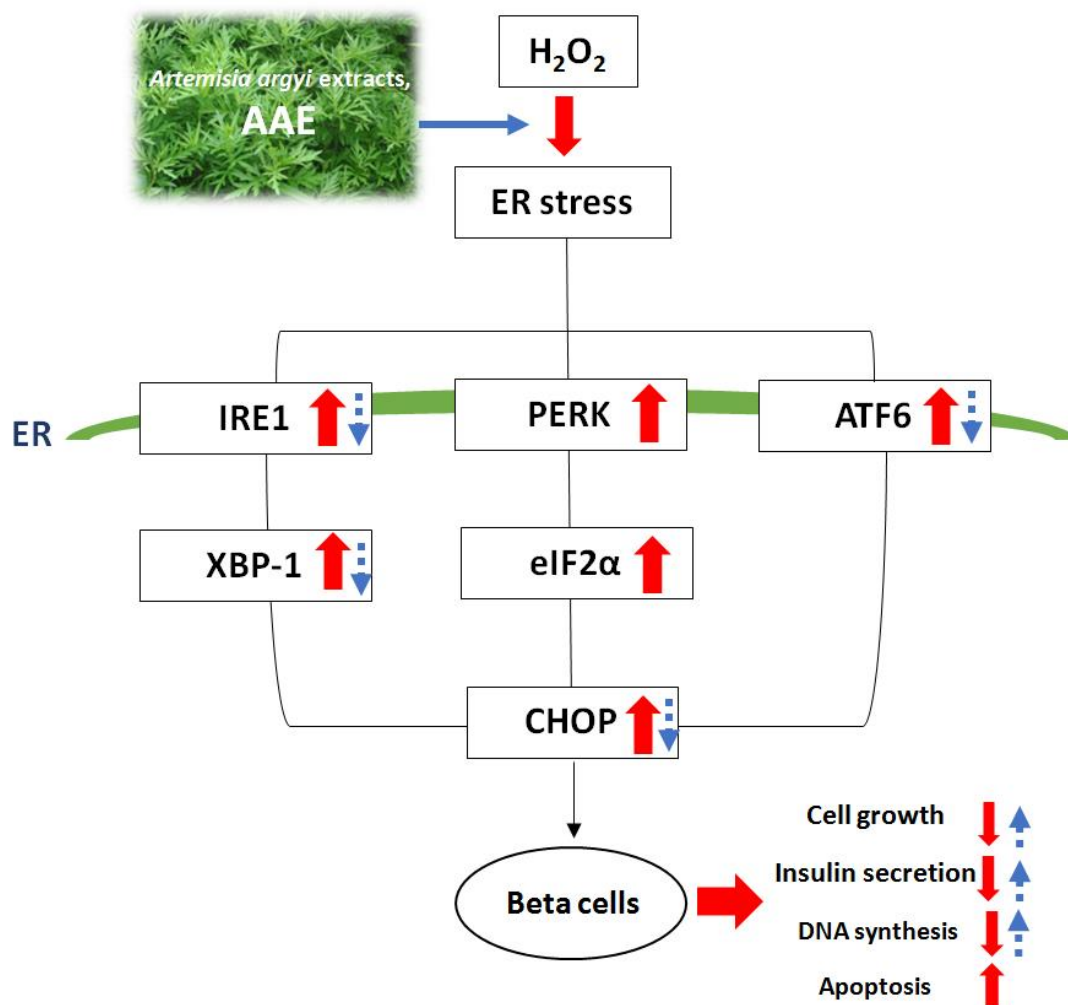 Artemisia argyi extracts,
AAE
H₂O₂
ER stress
IRE1
PERK
ATF6
ER
XBP-1
eIF2α
CHOP
Beta cells
Cell growth
Insulin secretion
DNA synthesis
Apoptosis